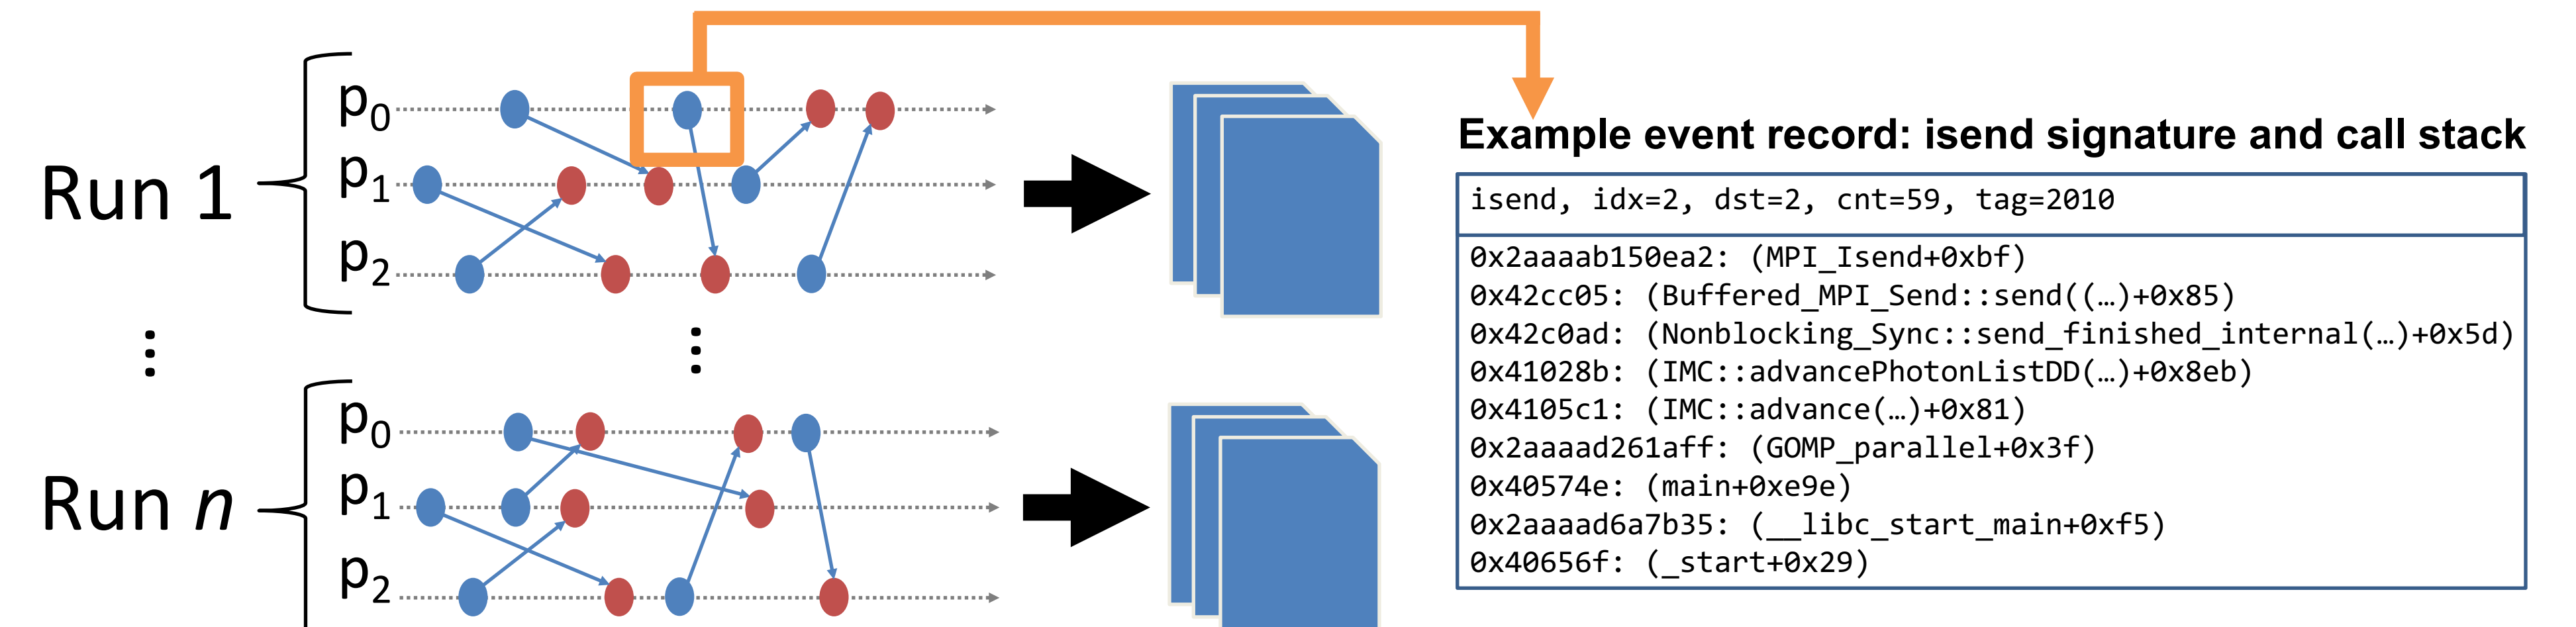 Run 1
p0
p1
p2
⋮
⋮
Run n
p0
p1
p2
Example event record: isend signature and call stack
isend, idx=2, dst=2, cnt=59, tag=2010
0x2aaaab150ea2: (MPI_Isend+0xbf)
0x42cc05: (Buffered_MPI_Send::send((…)+0x85)
0x42c0ad: (Nonblocking_Sync::send_finished_internal(…)+0x5d)
0x41028b: (IMC::advancePhotonListDD(…)+0x8eb)
0x4105c1: (IMC::advance(…)+0x81)
0x2aaaad261aff: (GOMP_parallel+0x3f)
0x40574e: (main+0xe9e)
0x2aaaad6a7b35: (__libc_start_main+0xf5)
0x40656f: (_start+0x29)